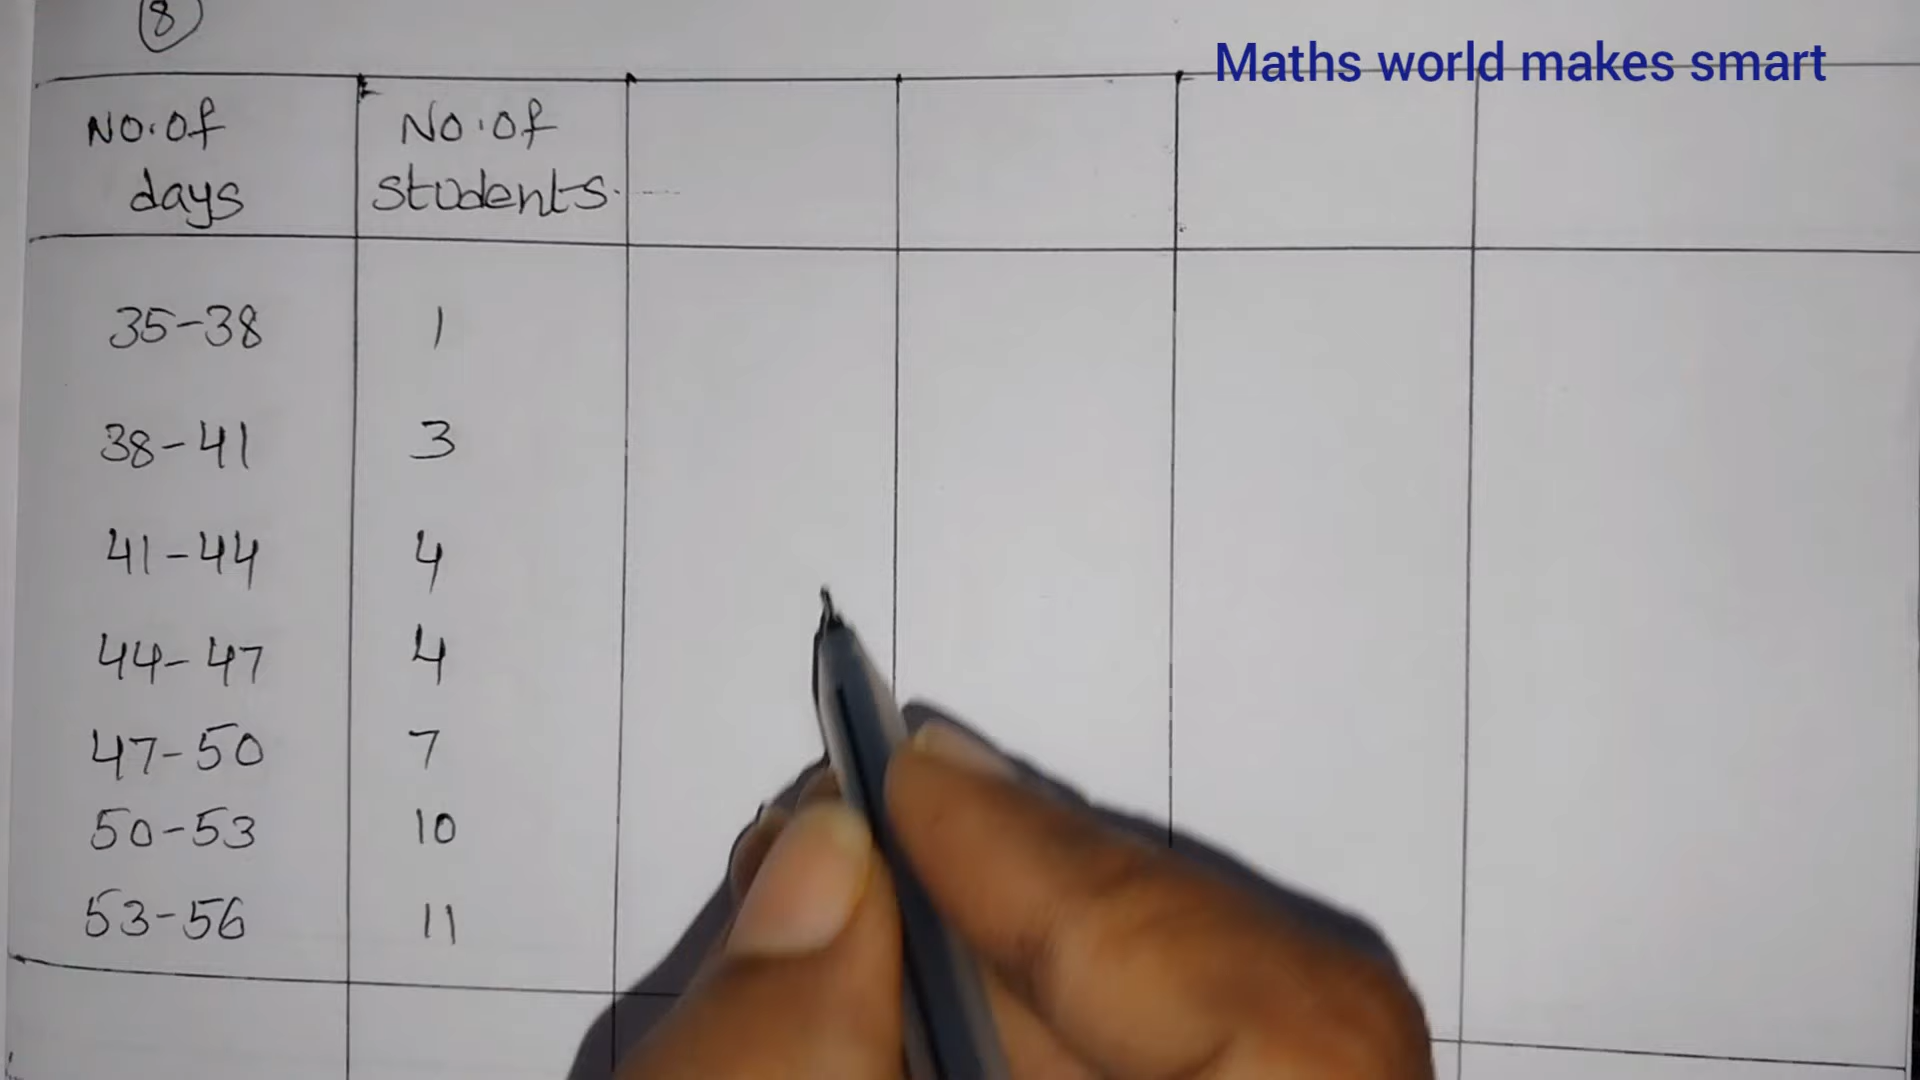 8
Maths world makes smart
No.of
days
No.of
students.
35-38 1
38-41 3
41-44 4
44-47 4
47-50 7
50-53 10
53-56 11